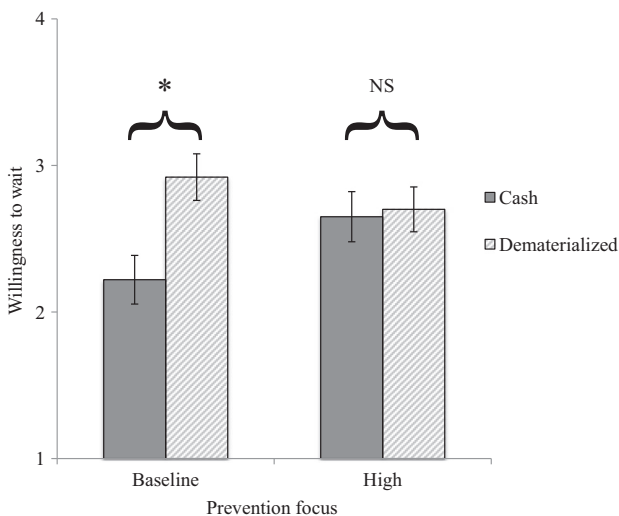 4
*
NS
3
Willingness to wait
Cash
Dematerialized
2
1
Baseline
High
Prevention focus